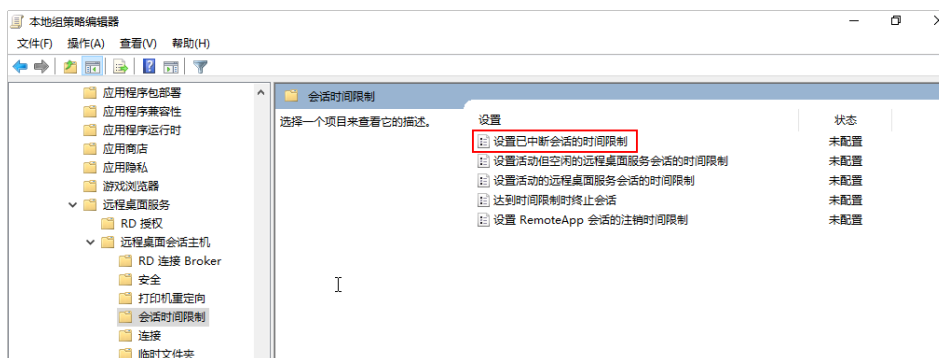 本地组策略编辑器
文件(F) 操作(A) 查看(V) 帮助(H)
应用程序包部署
应用程序兼容性
应用程序运行时
应用商店
应用隐私
游戏浏览器
远程桌面服务
RD 授权
远程桌面会话主机
RD 连接 Broker
安全
打印机重定向
会话时间限制
连接
临时文件夹
会话时间限制
选择一个项目来查看它的描述。
设置 状态
设置已中断会话的时间限制 未配置
设置活动但空闲的远程桌面服务会话的时间限制 未配置
设置活动的远程桌面服务会话的时间限制 未配置
达到时间限制时终止会话 未配置
设置 RemoteApp 会话的注销时间限制 未配置